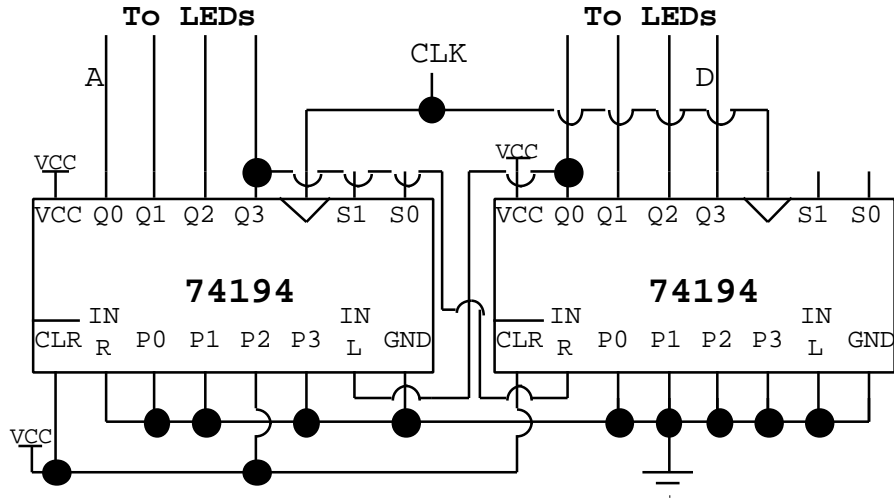 To LEDs To LEDs
CLK
A D
VCC VCC
VCC Q0 Q1 Q2 Q3 S1 S0 VCC Q0 Q1 Q2 Q3 S1 S0
74194 74194
IN IN IN IN
CLR R P0 P1 P2 P3 L GND CLR R P0 P1 P2 P3 L GND
VCC